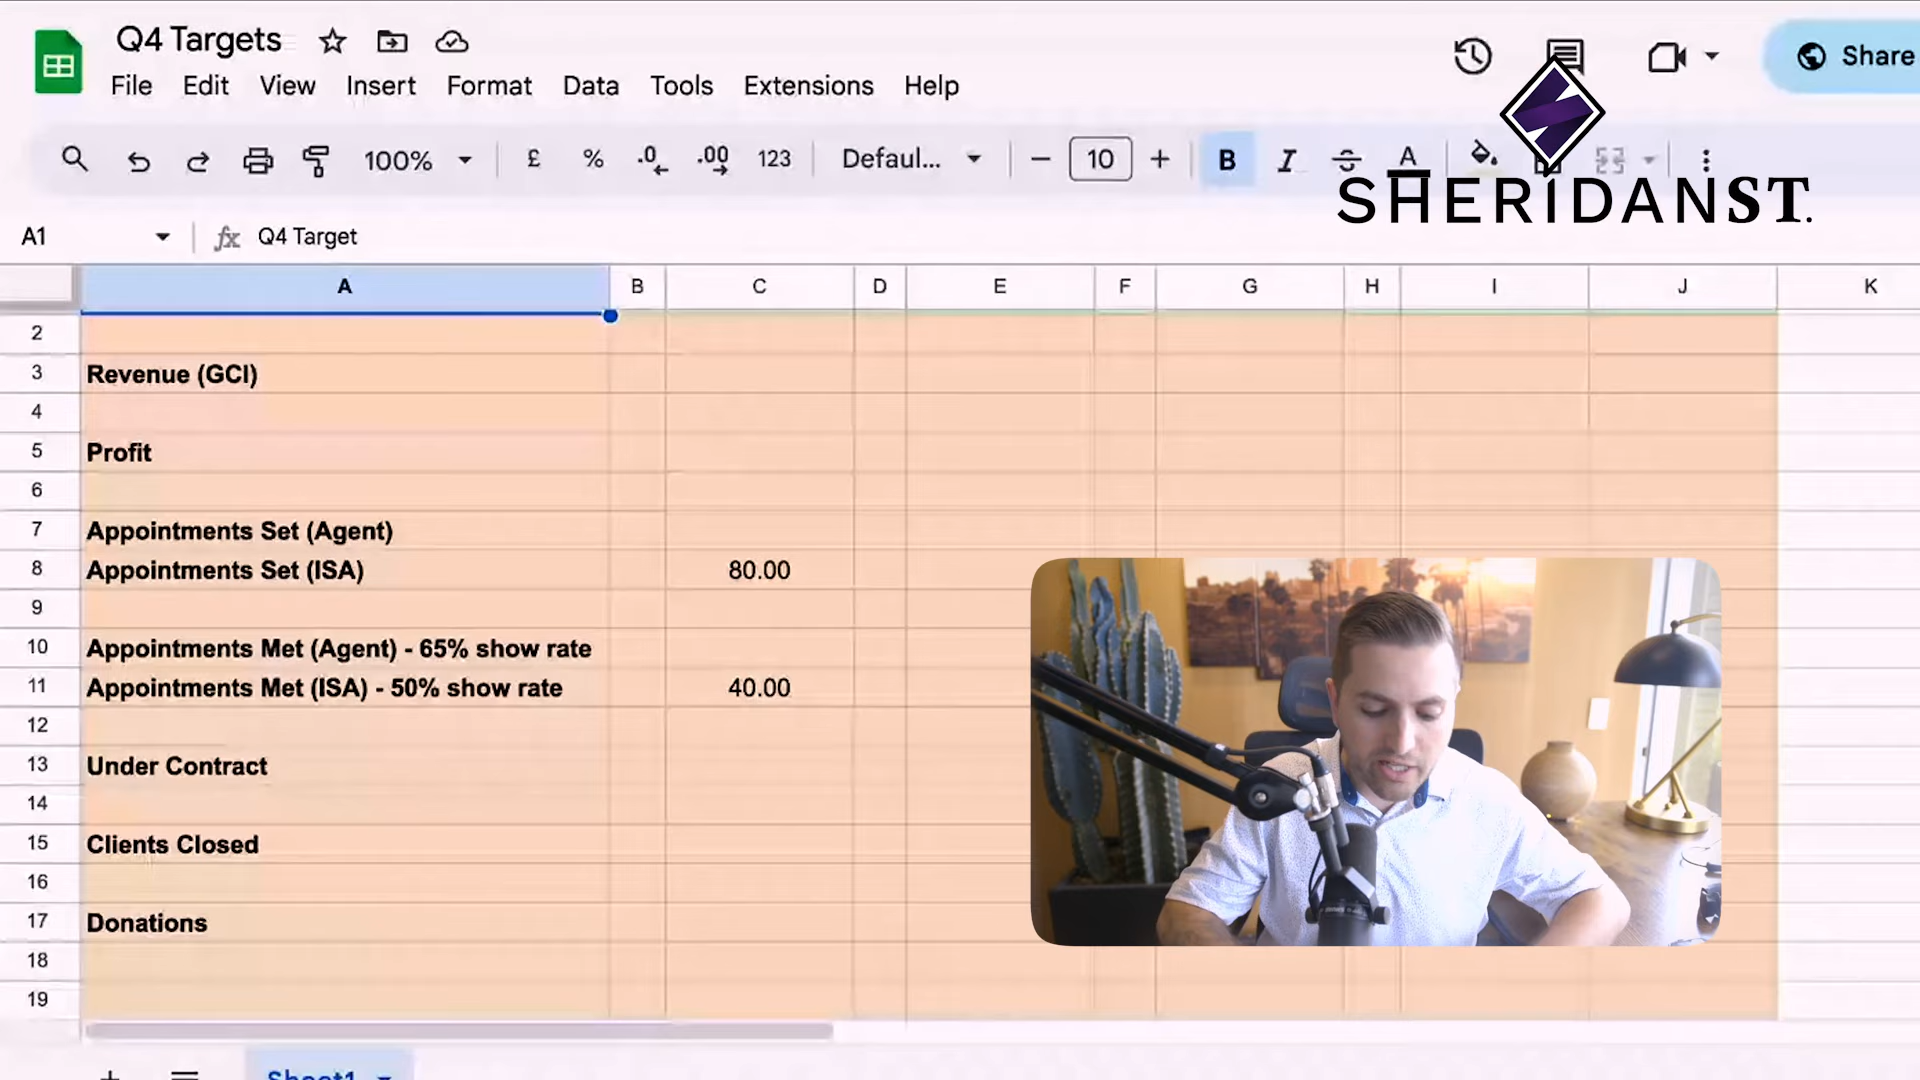 Q4 Targets
File Edit View Insert Format Data Tools Extensions Help
Share
100% £ % .0 .00 123 Defaul... 10 B I A
SHERIDANST.
A1 fx Q4 Target
A B C D E F G H I J K
2
3 Revenue (GCI)
4
5 Profit
6
7 Appointments Set (Agent)
8 Appointments Set (ISA) 80.00
9
10 Appointments Met (Agent) - 65% show rate
11 Appointments Met (ISA) - 50% show rate 40.00
12
13 Under Contract
14
15 Clients Closed
16
17 Donations
18
19
Sheet1